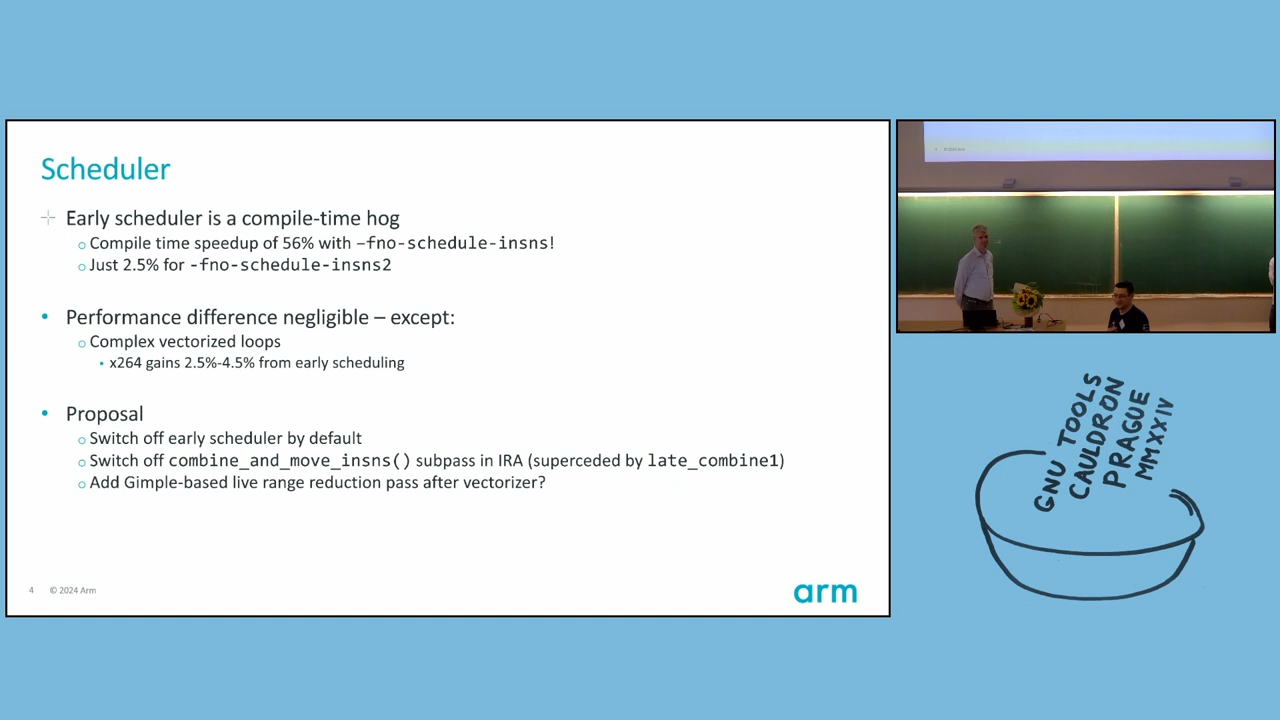 Scheduler
Early scheduler is a compile-time hog
Compile time speedup of 56% with –fno-schedule-insns!
Just 2.5% for -fno-schedule-insns2
Performance difference negligible – except:
Complex vectorized loops
x264 gains 2.5%-4.5% from early scheduling
Proposal
Switch off early scheduler by default
Switch off combine_and_move_insns() subpass in IRA (superceded by late_combine1)
Add Gimple-based live range reduction pass after vectorizer?
4 © 2024 Arm
arm
© 2024 Arm
GNU TOOLS
CAULDRON
PRAGUE
MMXXIV